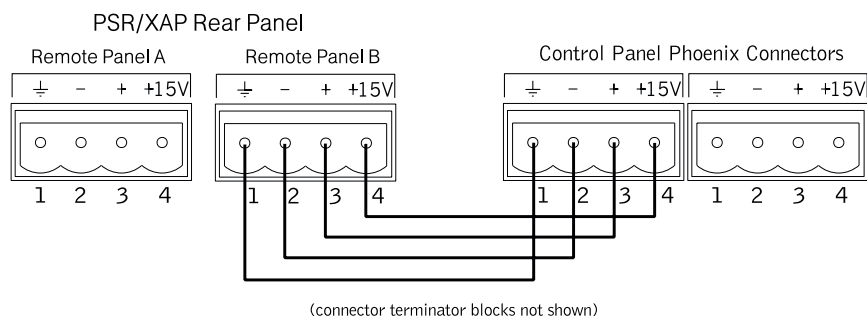 PSR/XAP Rear Panel
Remote Panel A
Remote Panel B
Control Panel Phoenix Connectors
⏚ − + +15V
⏚ − + +15V
⏚ − + +15V
⏚ − + +15V
1 2 3 4
1 2 3 4
1 2 3 4
1 2 3 4
(connector terminator blocks not shown)